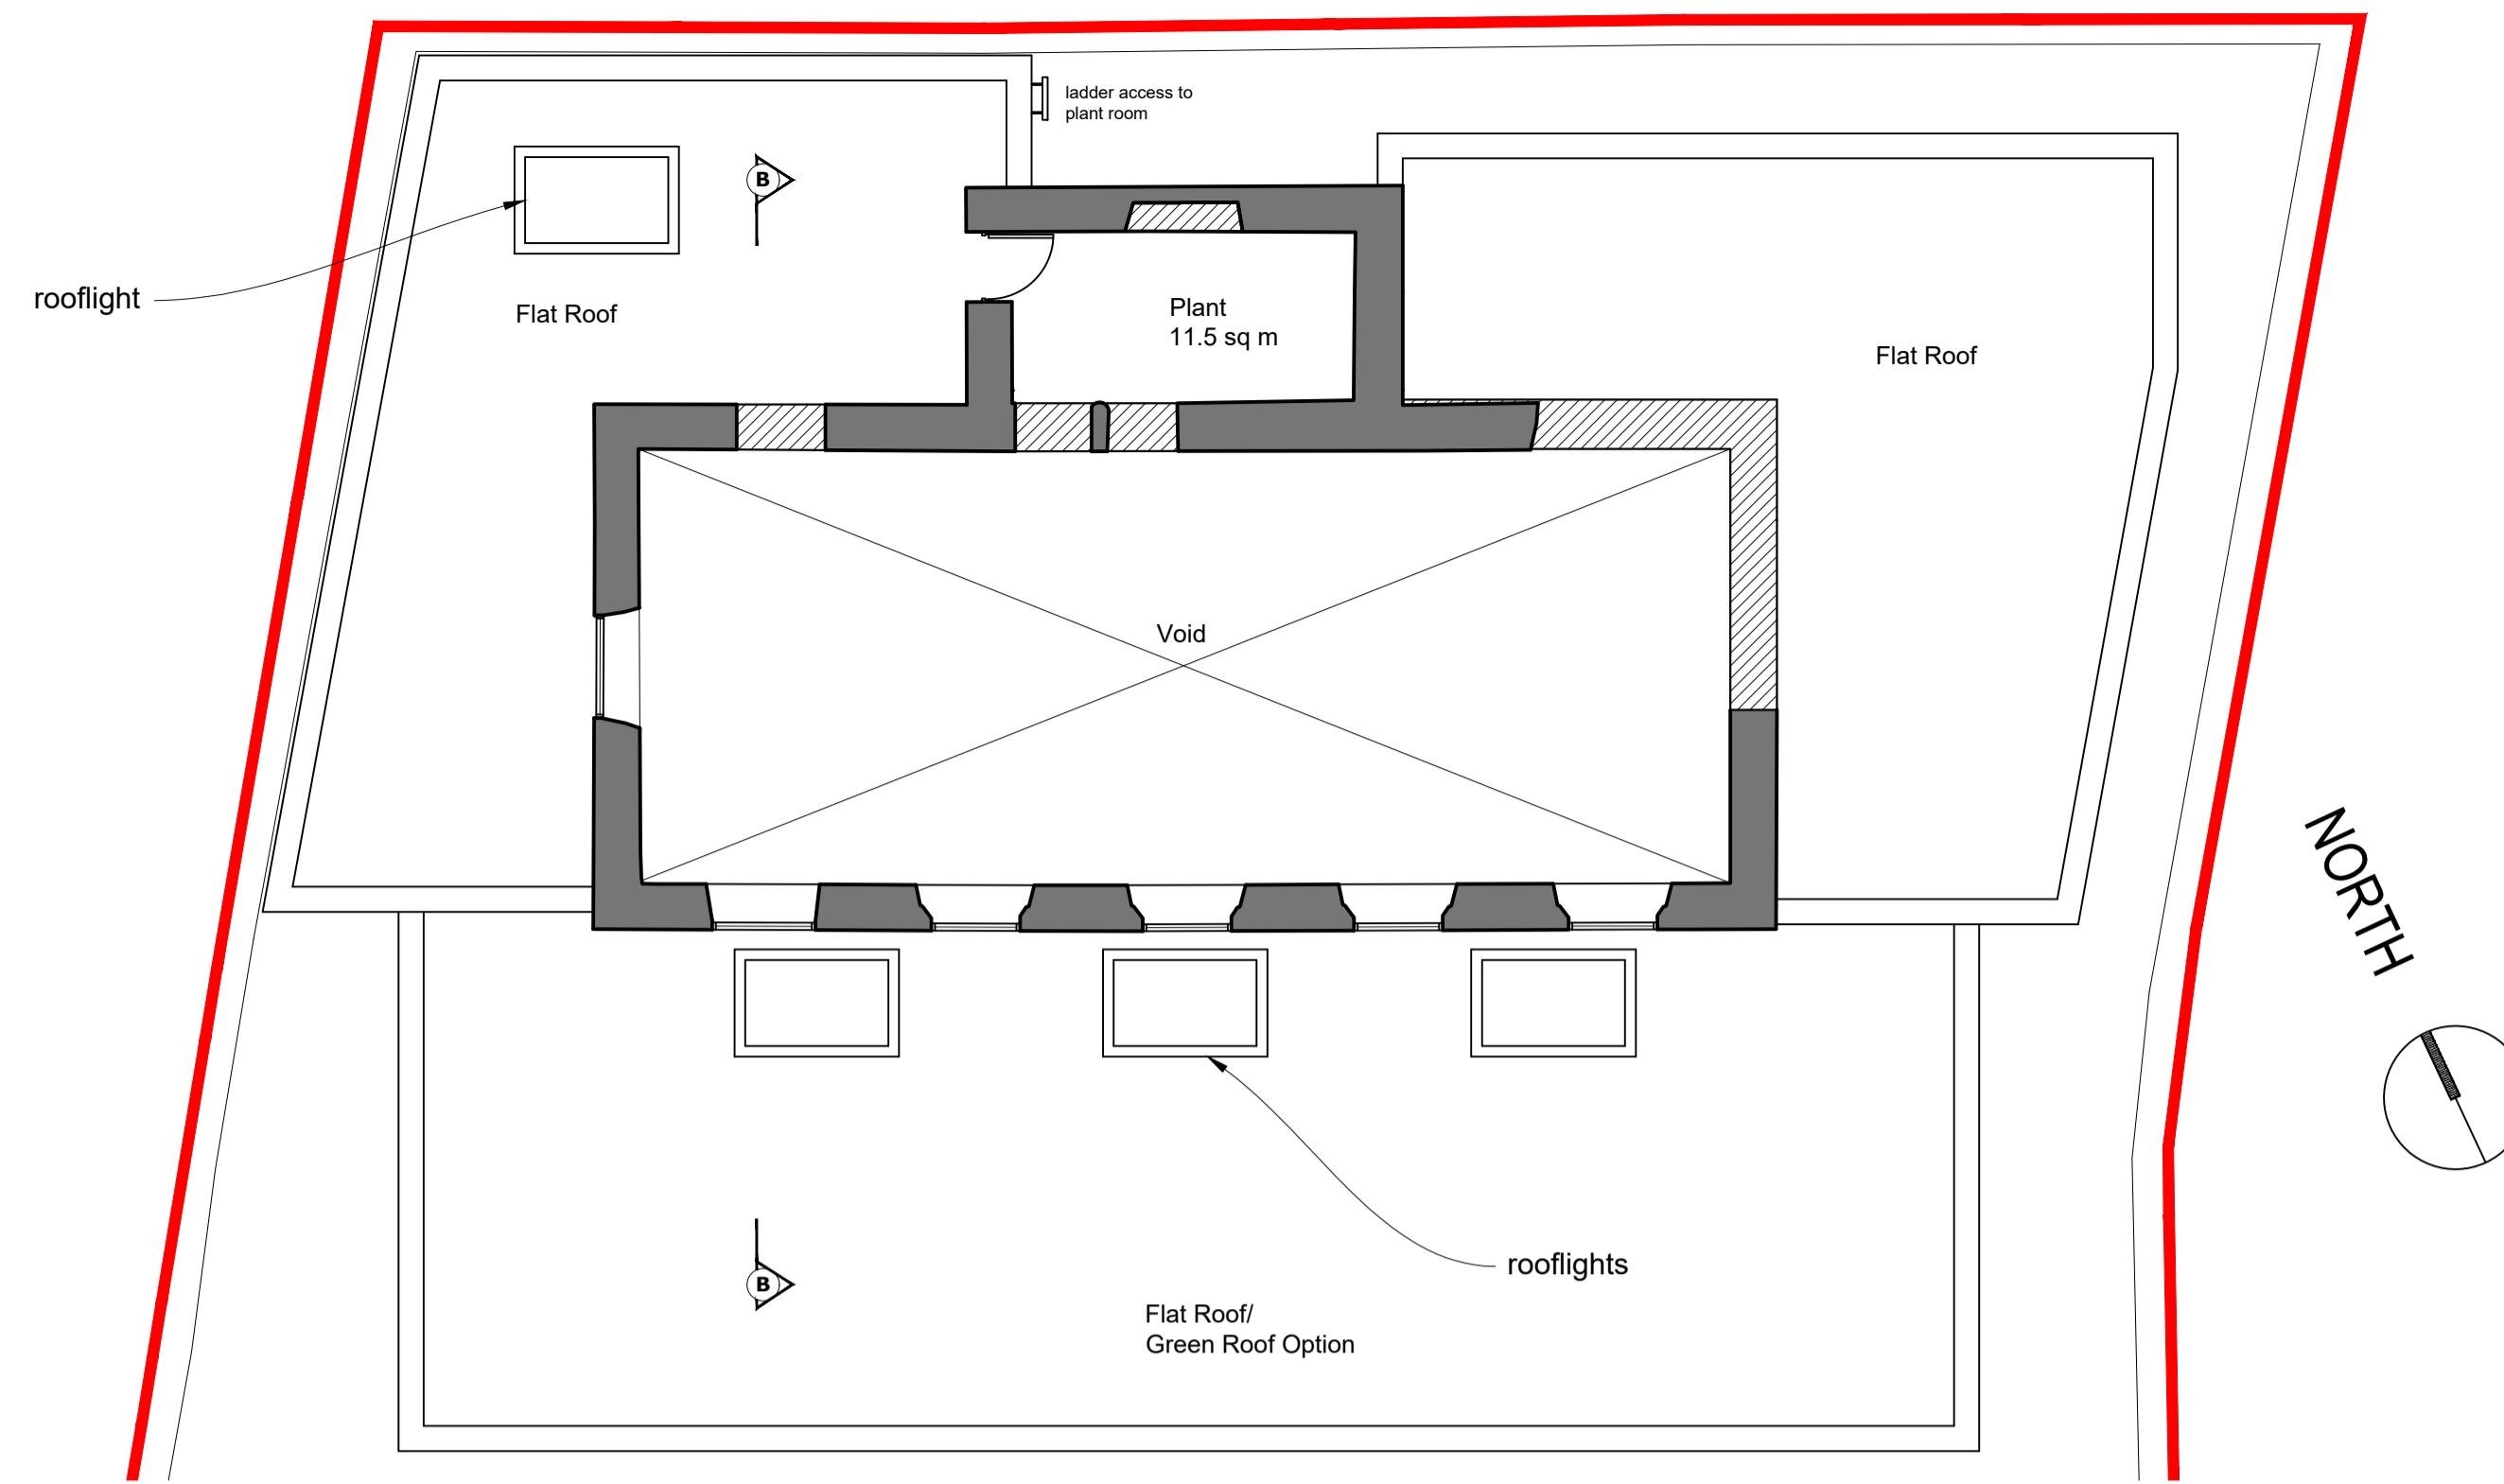 ladder access to
plant room
B
rooflight
Flat Roof
Plant
11.5 sq m
Flat Roof
Void
NORTH
rooflights
B
Flat Roof/
Green Roof Option